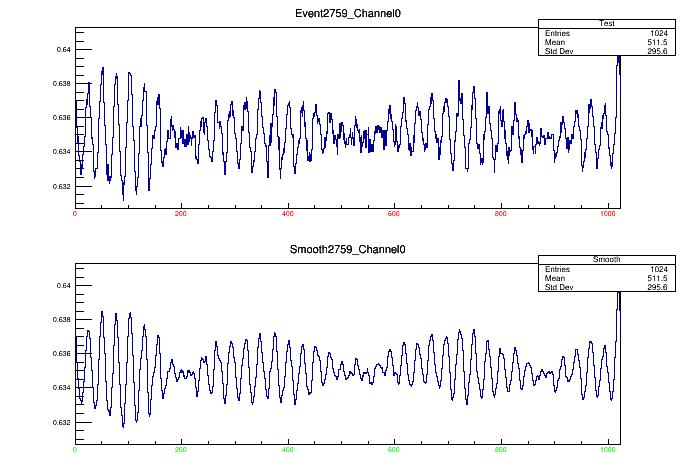 Event2759_Channel0
Test
Entries 1024
Mean 511.5
Std Dev 295.6
0.64
0.638
0.636
0.634
0.632
0 200 400 600 800 1000
Smooth2759_Channel0
Smooth
Entries 1024
Mean 511.5
Std Dev 295.6
0.64
0.638
0.636
0.634
0.632
0 200 400 600 800 1000